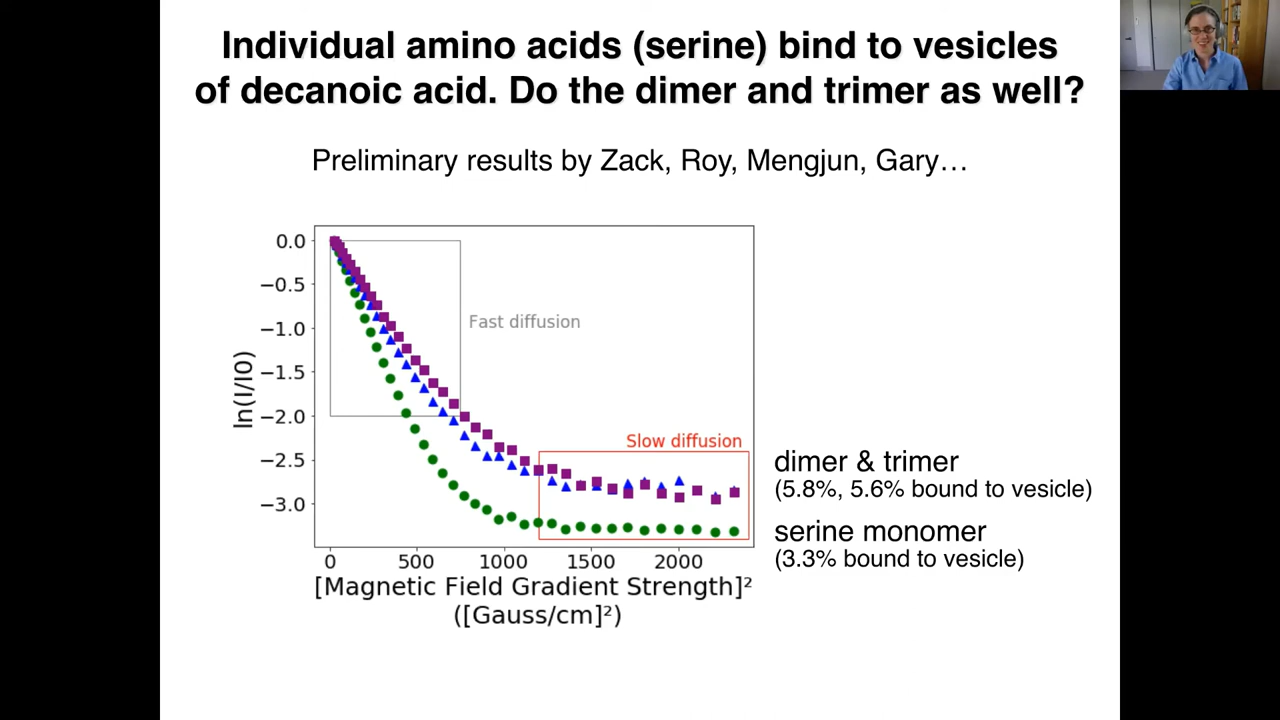 Individual amino acids (serine) bind to vesicles
of decanoic acid. Do the dimer and trimer as well?
Preliminary results by Zack, Roy, Mengjun, Gary…
ln(I/I0)
0.0
−0.5
−1.0
−1.5
−2.0
−2.5
−3.0
Fast diffusion
Slow diffusion
dimer & trimer
(5.8%, 5.6% bound to vesicle)
serine monomer
(3.3% bound to vesicle)
0 500 1000 1500 2000
[Magnetic Field Gradient Strength]²
([Gauss/cm]²)